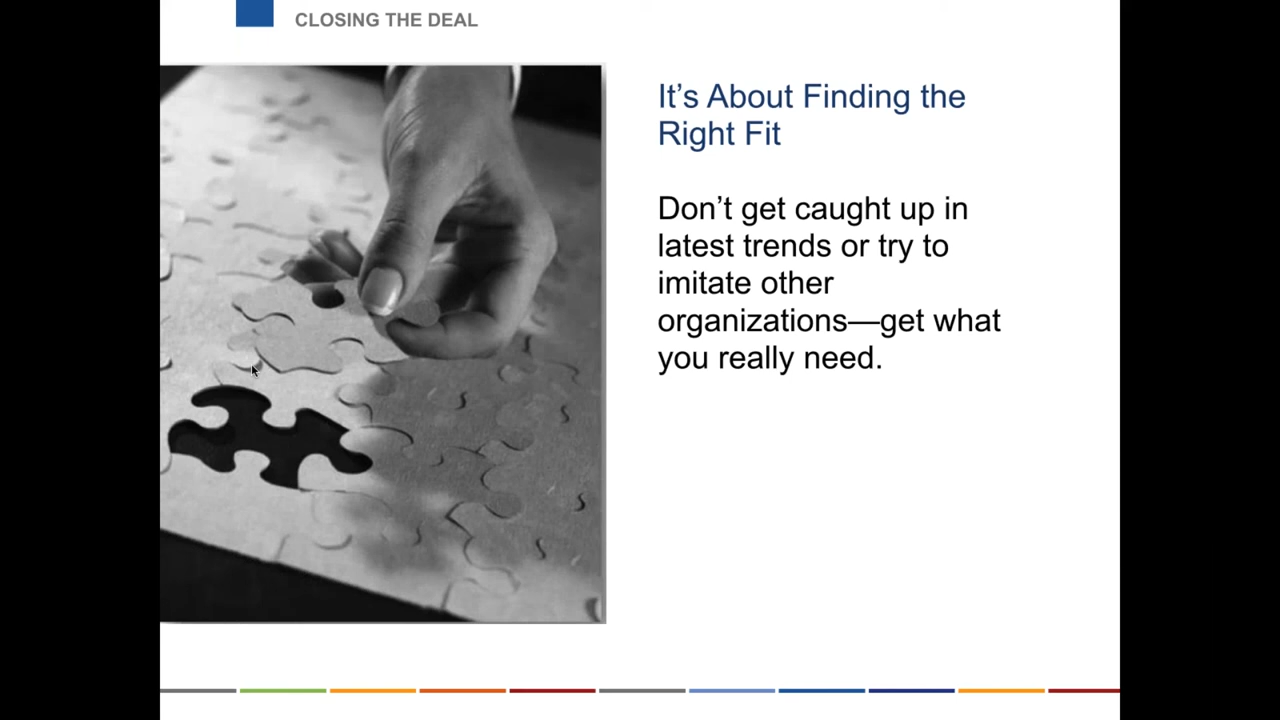 CLOSING THE DEAL
It’s About Finding the
Right Fit
Don’t get caught up in
latest trends or try to
imitate other
organizations—get what
you really need.